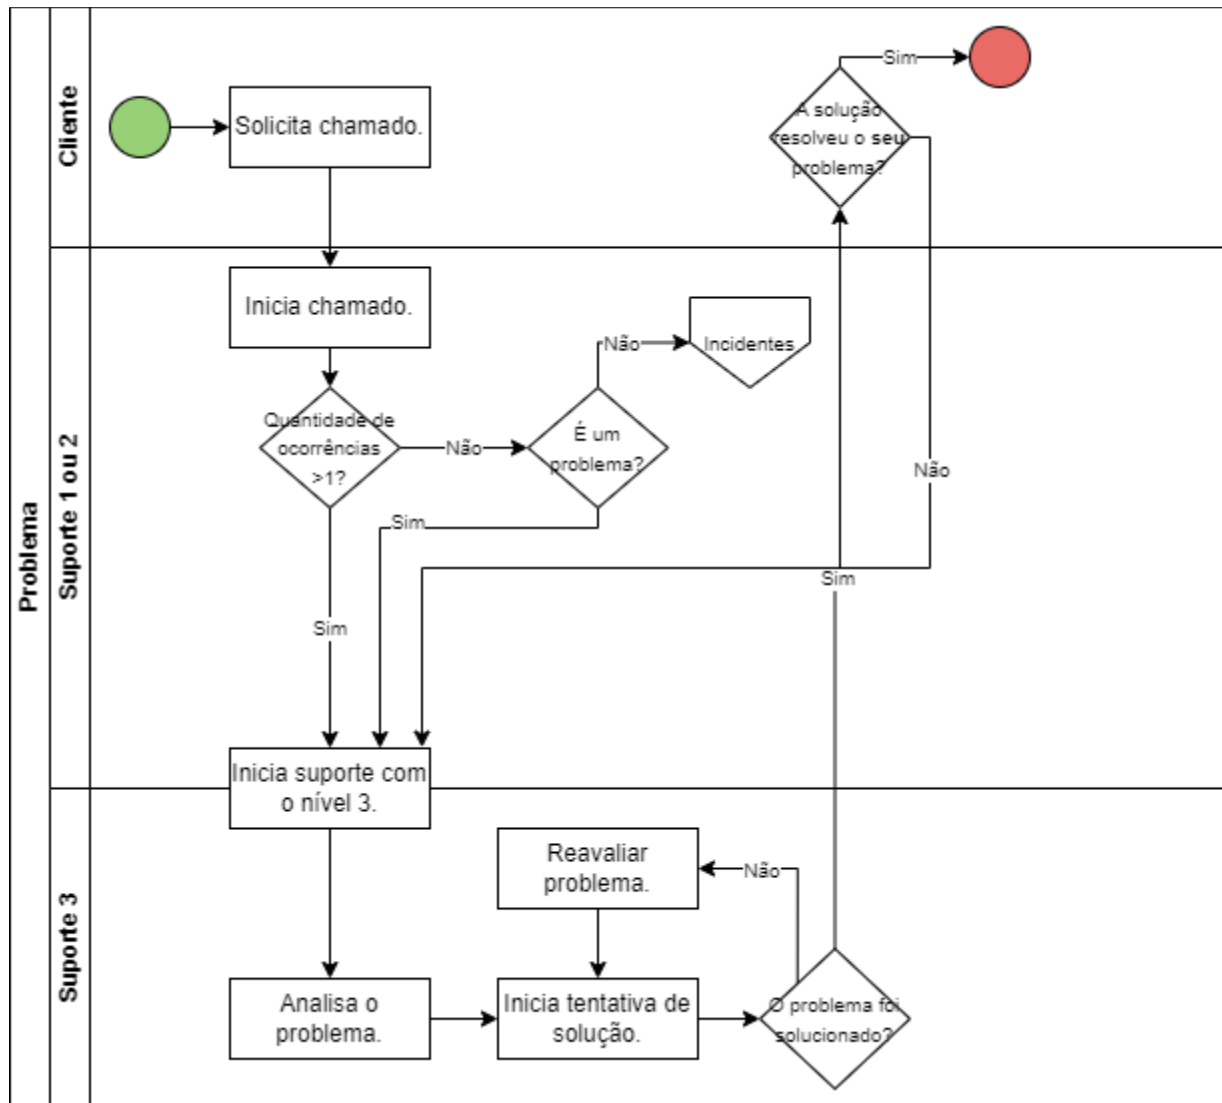 Problema
Cliente
Suporte 1 ou 2
Suporte 3
Solicita chamado.
A solução
resolveu o seu
problema?
Sim
Não
Inicia chamado.
Quantidade de
ocorrências
>1?
Não
Sim
É um
problema?
Não
Sim
Incidentes
Inicia suporte com
o nível 3.
Analisa o
problema.
Reavaliar
problema.
Inicia tentativa de
solução.
O problema foi
solucionado?
Não
Sim